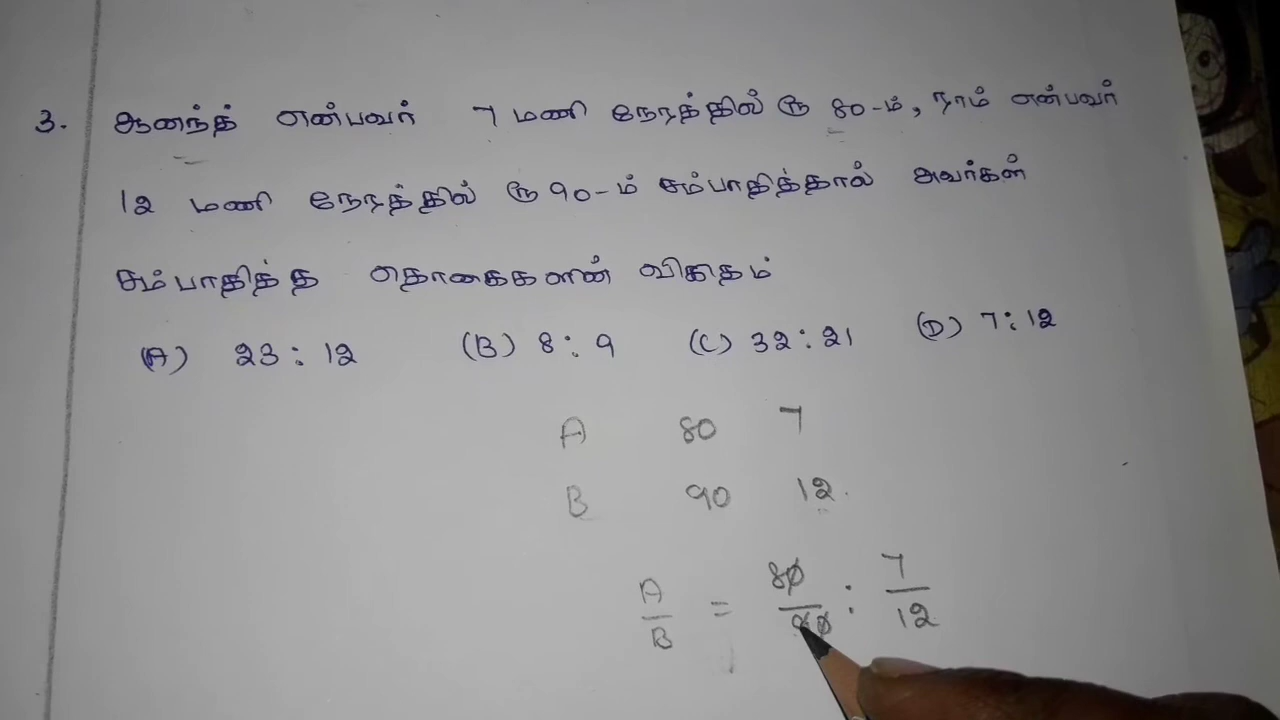 3. ஆனந்த் என்பவர் 7 மணி நேரத்தில் ரூ 80-ம், நாம் என்பவர்
12 மணி நேரத்தில் ரூ 90-ம் சம்பாதித்தால் அவர்கள்
சம்பாதித்த தொகைகளின் விகிதம்
(A) 23 : 12 (B) 8 : 9 (C) 32 : 21 (D) 7 : 12
A 80 7
B 90 12.
A/B = 80/90 : 7/12